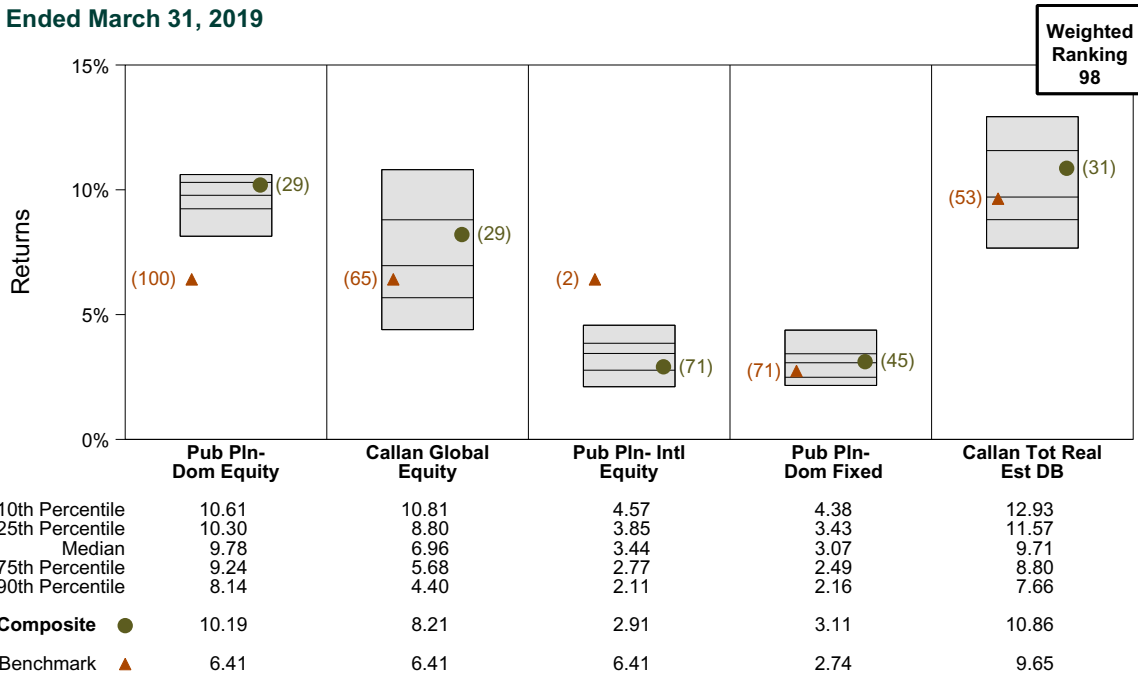 Ended March 31, 2019
Weighted
Ranking
98
Returns
15%
10%
5%
0%
(100)
(29)
(65)
(29)
(2)
(71)
(71)
(45)
(53)
(31)
Pub Pln-
Dom Equity
Callan Global
Equity
Pub Pln- Intl
Equity
Pub Pln-
Dom Fixed
Callan Tot Real
Est DB
10th Percentile 10.61 10.81 4.57 4.38 12.93
25th Percentile 10.30 8.80 3.85 3.43 11.57
Median 9.78 6.96 3.44 3.07 9.71
75th Percentile 9.24 5.68 2.77 2.49 8.80
90th Percentile 8.14 4.40 2.11 2.16 7.66
Composite 10.19 8.21 2.91 3.11 10.86
Benchmark 6.41 6.41 6.41 2.74 9.65